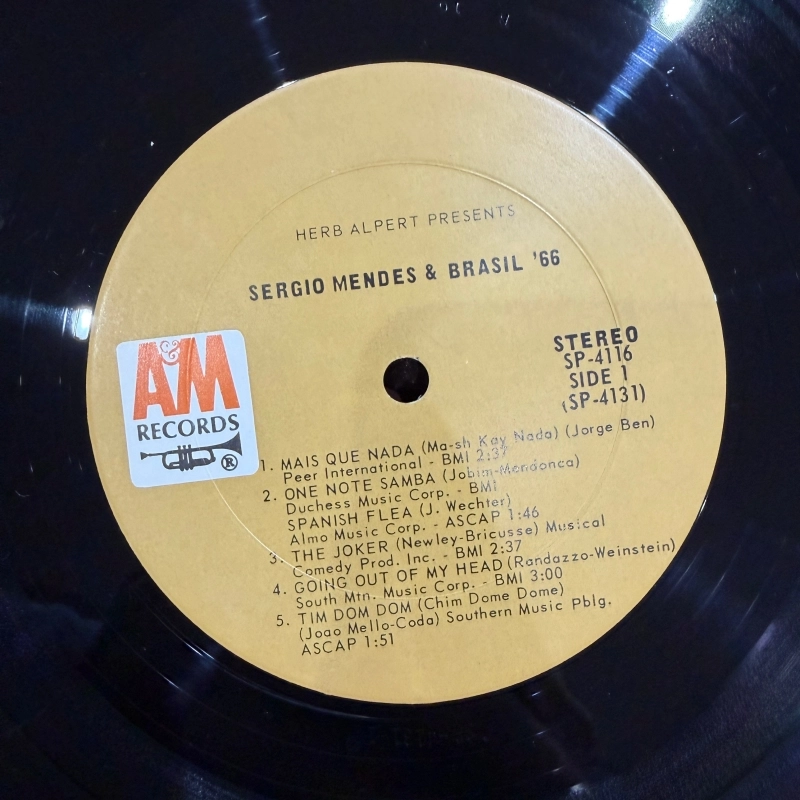 HERB ALPERT PRESENTS
SERGIO MENDES & BRASIL '66
STEREO
SP-4116
SIDE 1
(SP-4131)
A&M
RECORDS
®
1. MAIS QUE NADA (Ma-sh Kay Nada) (Jorge Ben)
Peer International - BMI 2:37
2. ONE NOTE SAMBA (Jobim-Mendonca)
Duchess Music Corp. - BMI
SPANISH FLEA (J. Wechter)
Almo Music Corp. - ASCAP 1:46
3. THE JOKER (Newley-Bricusse) Musical
Comedy Prod. Inc. - BMI 2:37
4. GOING OUT OF MY HEAD (Randazzo-Weinstein)
South Mtn. Music Corp. - BMI 3:00
5. TIM DOM DOM (Chim Dome Dome)
(Joao Mello-Coda) Southern Music Pblg.
ASCAP 1:51